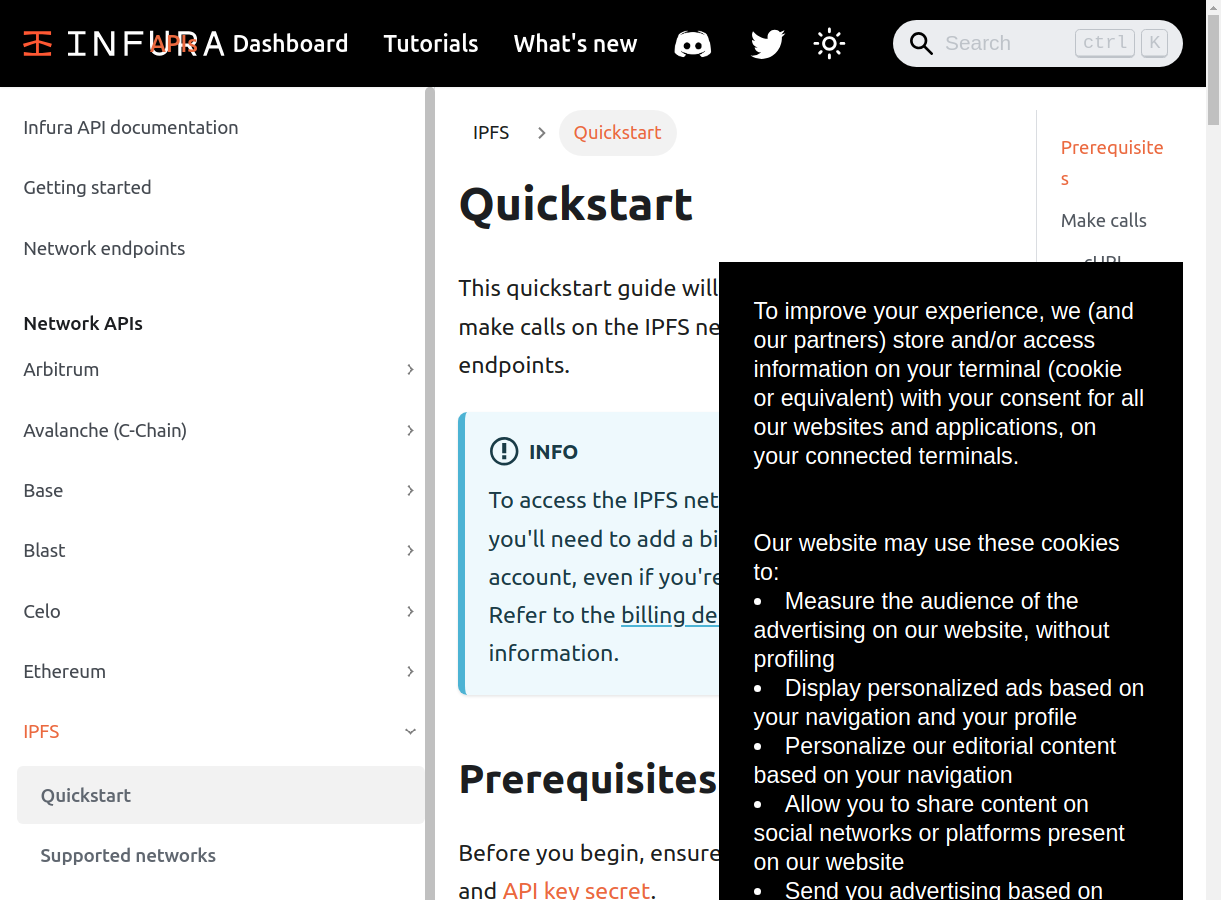 INFURA
APIs
Dashboard
Tutorials
What's new
Search
ctrl
K
Infura API documentation
Getting started
Network endpoints
Network APIs
Arbitrum
Avalanche (C-Chain)
Base
Blast
Celo
Ethereum
IPFS
Quickstart
Supported networks
IPFS
Quickstart
Quickstart
This quickstart guide will
make calls on the IPFS ne
endpoints.
INFO
To access the IPFS net
you'll need to add a bi
account, even if you're
Refer to the billing de
information.
Prerequisites
Before you begin, ensure
and API key secret.
Prerequisite
s
Make calls
cURL
To improve your experience, we (and
our partners) store and/or access
information on your terminal (cookie
or equivalent) with your consent for all
our websites and applications, on
your connected terminals.
Our website may use these cookies
to:
• Measure the audience of the
advertising on our website, without
profiling
• Display personalized ads based on
your navigation and your profile
• Personalize our editorial content
based on your navigation
• Allow you to share content on
social networks or platforms present
on our website
• Send you advertising based on